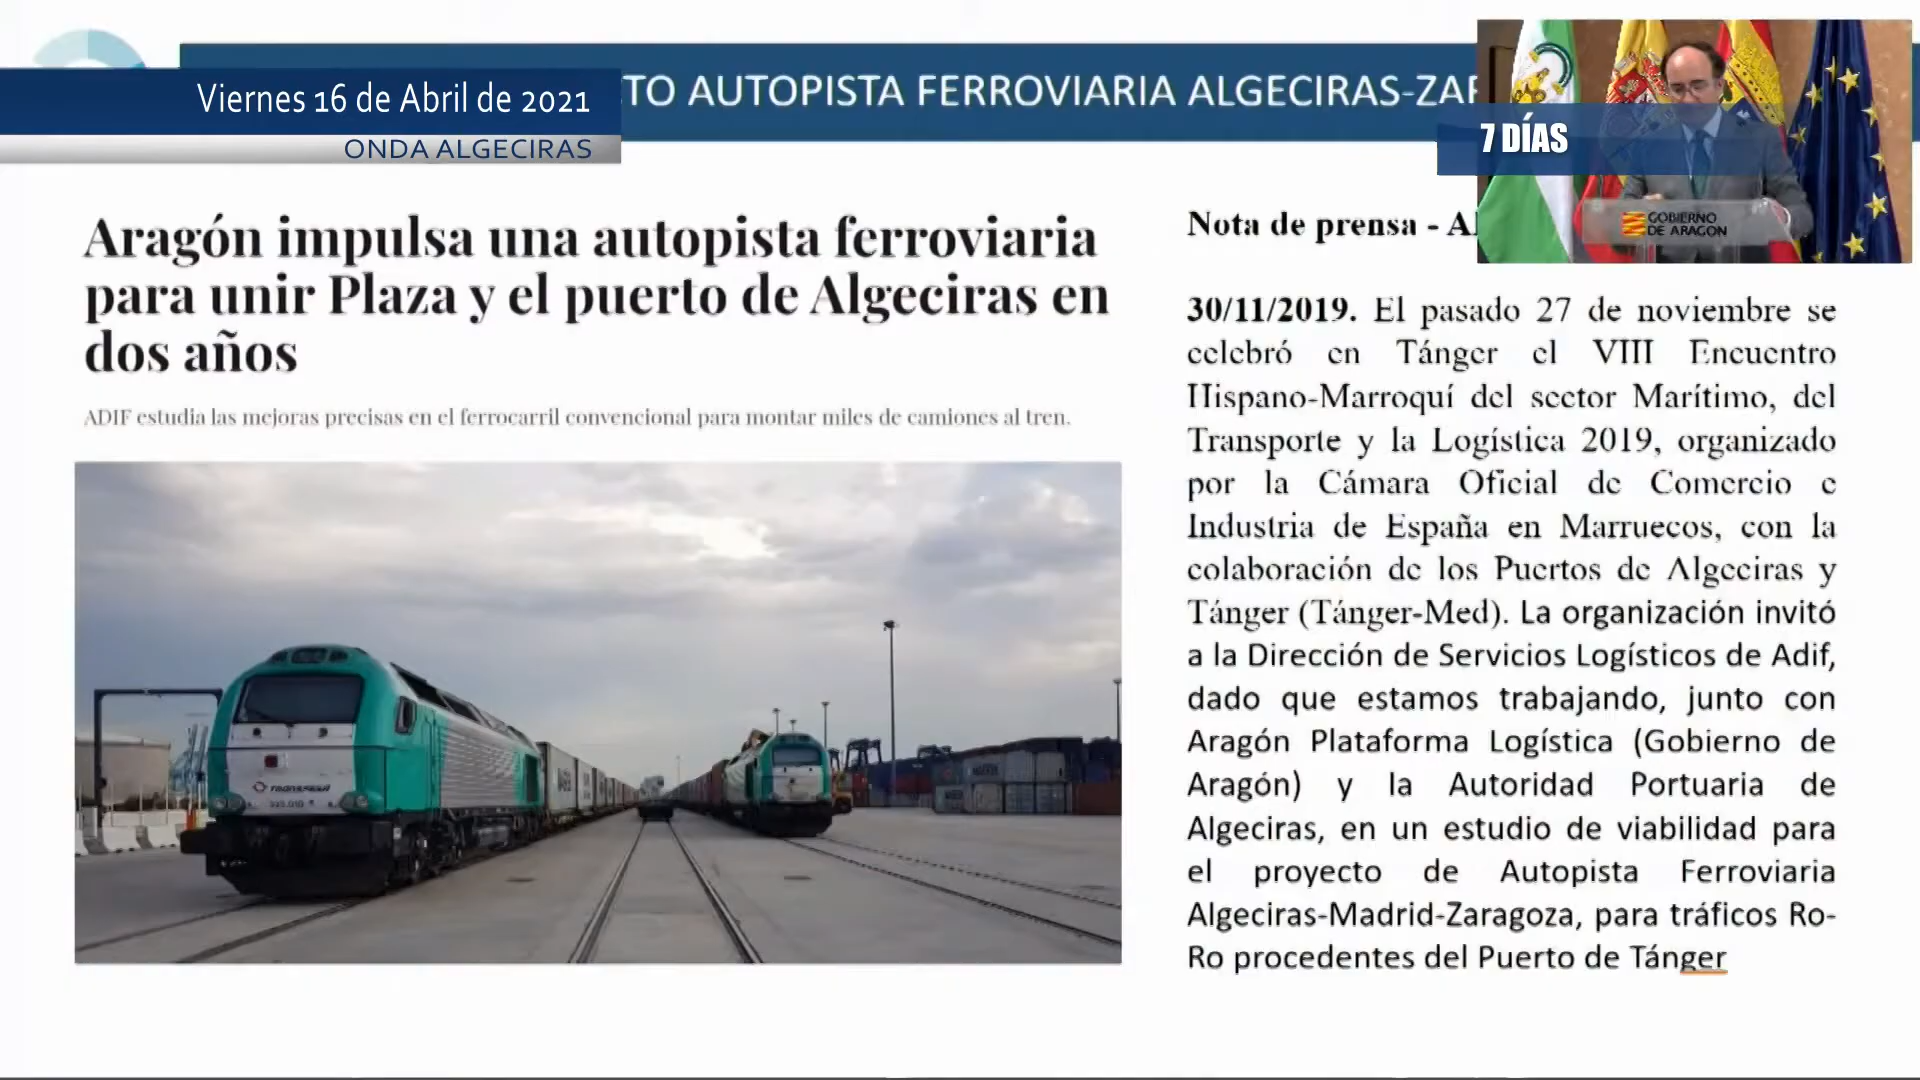 TO AUTOPISTA FERROVIARIA ALGECIRAS-ZAR
Viernes 16 de Abril de 2021
ONDA ALGECIRAS
7 DÍAS
GOBIERNO
DE ARAGON
Aragón impulsa una autopista ferroviaria
para unir Plaza y el puerto de Algeciras en
dos años
ADIF estudia las mejoras precisas en el ferrocarril convencional para montar miles de camiones al tren.
Nota de prensa -
30/11/2019. El pasado 27 de noviembre se
celebró en Tánger el VIII Encuentro
Hispano-Marroquí del sector Marítimo, del
Transporte y la Logística 2019, organizado
por la Cámara Oficial de Comercio e
Industria de España en Marruecos, con la
colaboración de los Puertos de Algeciras y
Tánger (Tánger-Med). La organización invitó
a la Dirección de Servicios Logísticos de Adif,
dado que estamos trabajando, junto con
Aragón Plataforma Logística (Gobierno de
Aragón) y la Autoridad Portuaria de
Algeciras, en un estudio de viabilidad para
el proyecto de Autopista Ferroviaria
Algeciras-Madrid-Zaragoza, para tráficos Ro-
Ro procedentes del Puerto de Tánger